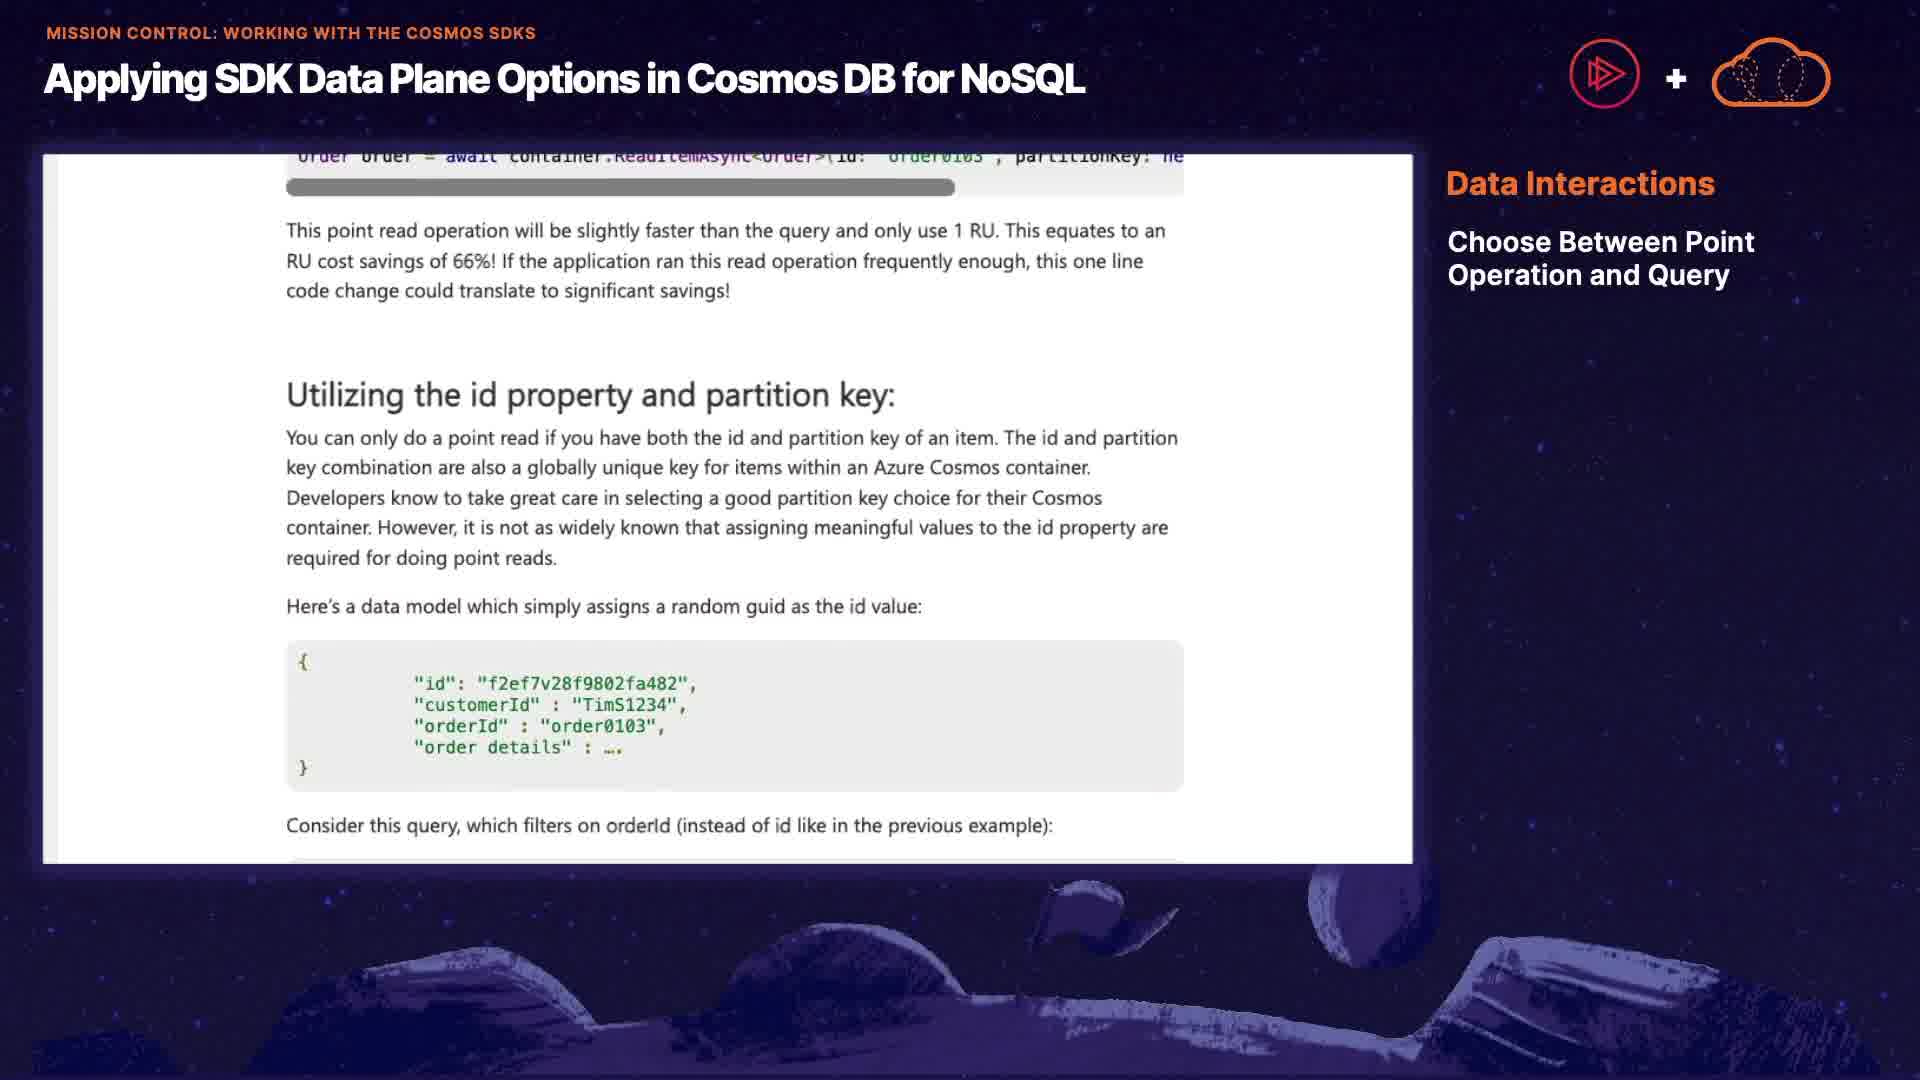 MISSION CONTROL: WORKING WITH THE COSMOS SDKS
Applying SDK Data Plane Options in Cosmos DB for NoSQL
Order order = await container.ReadItemAsync<Order>(id: "order0103", partitionKey: ne
This point read operation will be slightly faster than the query and only use 1 RU. This equates to an
RU cost savings of 66%! If the application ran this read operation frequently enough, this one line
code change could translate to significant savings!
Utilizing the id property and partition key:
You can only do a point read if you have both the id and partition key of an item. The id and partition
key combination are also a globally unique key for items within an Azure Cosmos container.
Developers know to take great care in selecting a good partition key choice for their Cosmos
container. However, it is not as widely known that assigning meaningful values to the id property are
required for doing point reads.
Here's a data model which simply assigns a random guid as the id value:
{
"id": "f2ef7v28f9802fa482",
"customerId" : "TimS1234",
"orderId" : "order0103",
"order details" : ….
}
Consider this query, which filters on orderId (instead of id like in the previous example):
Data Interactions
Choose Between Point
Operation and Query
+